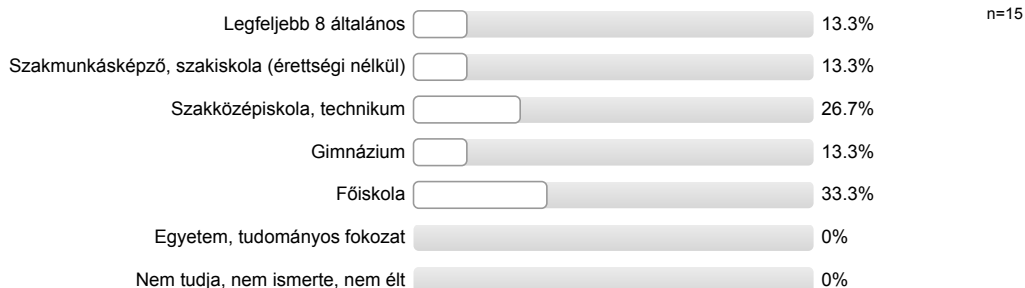 Legfeljebb 8 általános 13.3% n=15
Szakmunkásképző, szakiskola (érettségi nélkül) 13.3%
Szakközépiskola, technikum 26.7%
Gimnázium 13.3%
Főiskola 33.3%
Egyetem, tudományos fokozat 0%
Nem tudja, nem ismerte, nem élt 0%